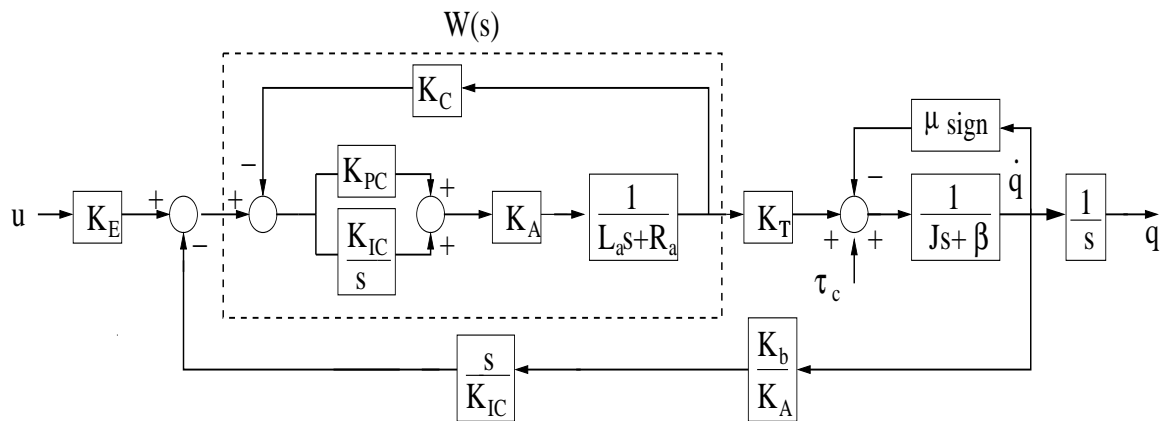 W(s)
K_C
μ sign
− K_PC + − q̇
u K_E + − + K_IC/s + K_A 1/(L_a s+R_a) K_T + + 1/(Js+ β) 1/s q
τ_c
s/K_IC K_b/K_A